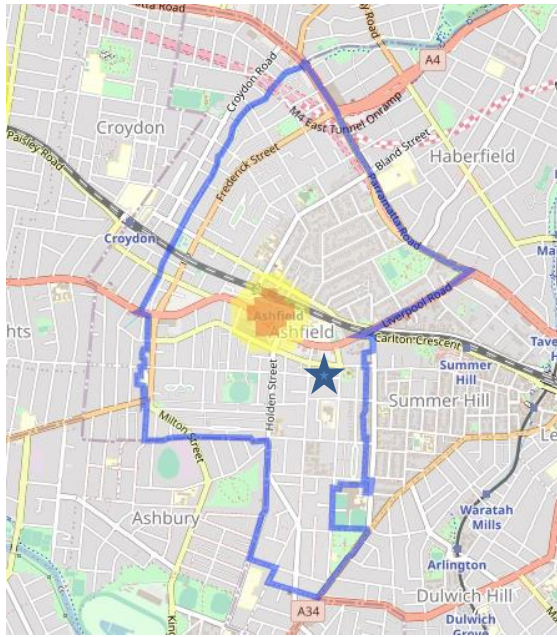 Parramatta Road
A4
Road
Croydon Road
M4 East Tunnel Onramp
Croydon
Bland Street
Haberfield
Paisley Road
Frederick Street
Parramatta Road
Croydon
Ashfield
Ashfield
Liverpool Road
Carlton Crescent
Summer
Hill
Holden Street
Summer Hill
Milton Street
Ashbury
Waratah
Mills
Arlington
Dulwich Hill
A34
Dulwich
Grove